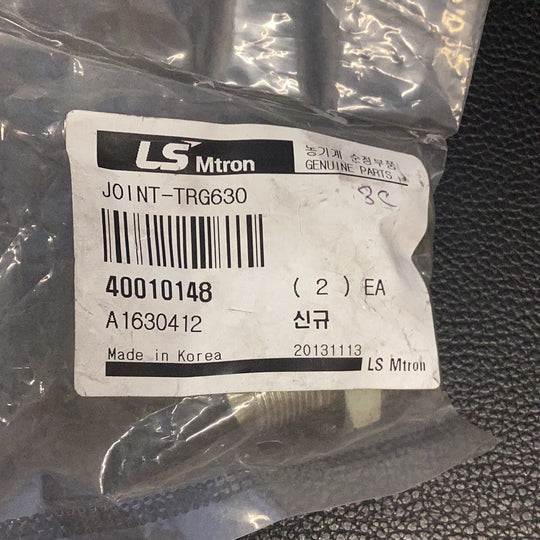 LS Mtron
농기계 순정부품
GENUINE PARTS
JOINT-TRG630
3C
40010148
( 2 ) EA
A1630412
신규
Made in Korea
20131113
LS Mtron